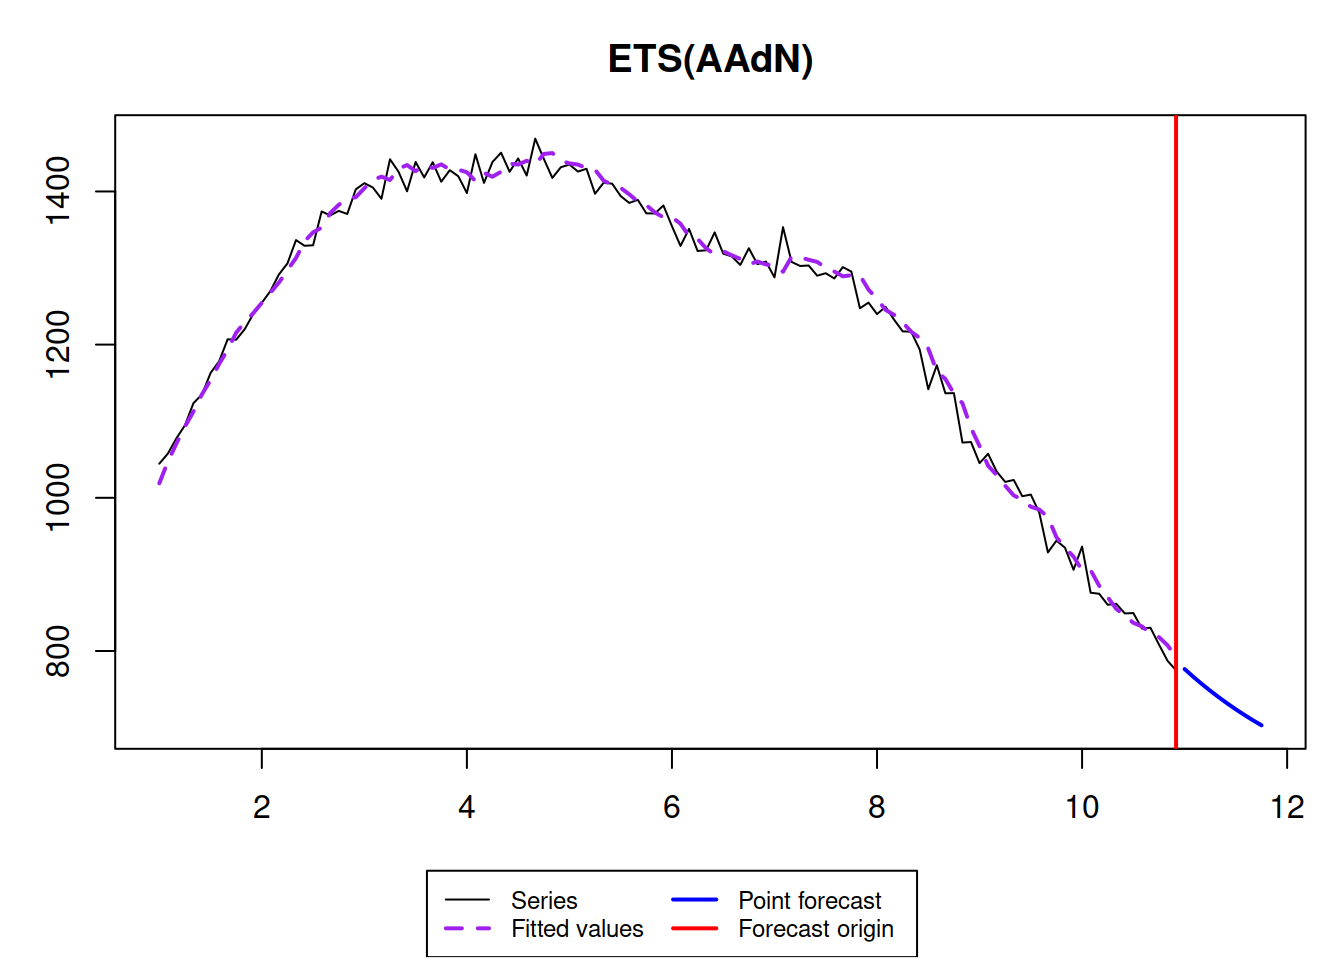 ETS(AAdN)
1400
1200
1000
800
2 4 6 8 10 12
Series Point forecast
Fitted values Forecast origin